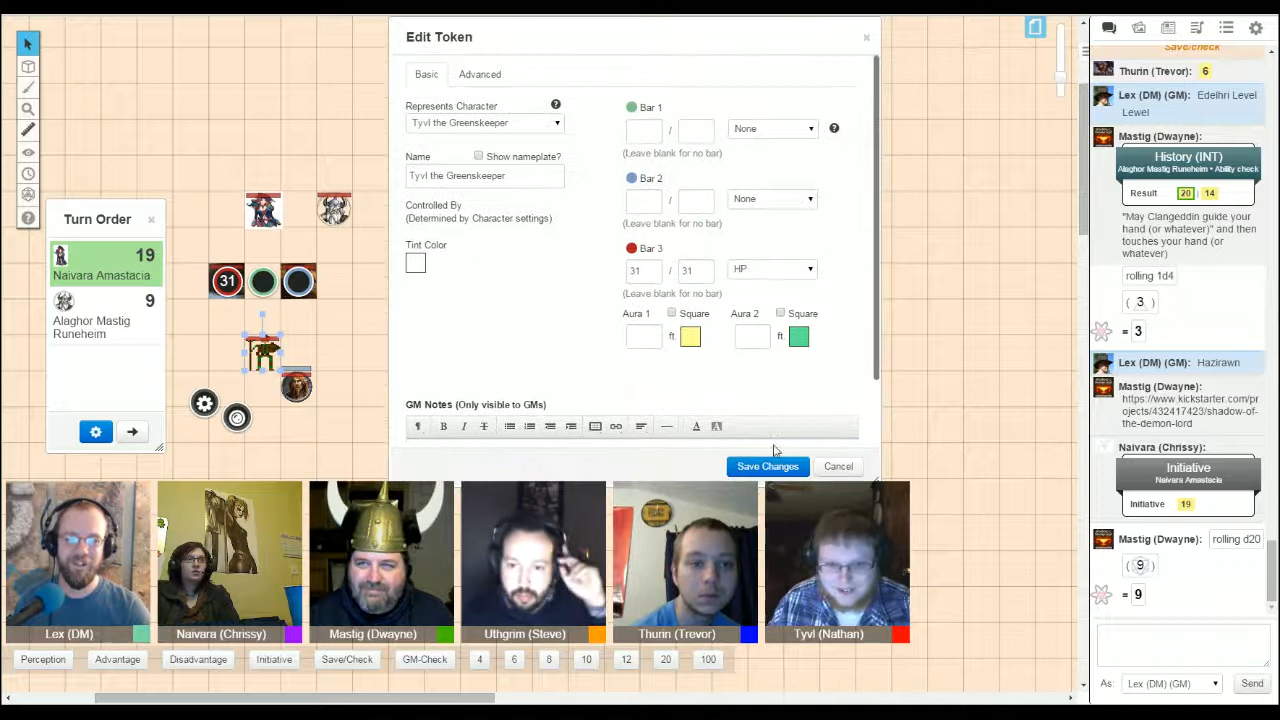 Edit Token
×
Basic
Advanced
Represents Character
?
Tyvl the Greenskeeper
Name
Show nameplate?
Tyvl the Greenskeeper
Controlled By
(Determined by Character settings)
Tint Color
Bar 1
/
None
?
(Leave blank for no bar)
Bar 2
/
None
(Leave blank for no bar)
Bar 3
31 / 31
HP
(Leave blank for no bar)
Aura 1
Square
Aura 2
Square
ft.
ft.
GM Notes (Only visible to GMs)
¶ B I T
A A
Save Changes
Cancel
?
Turn Order
×
19
Naivara Amastacia
9
Alaghor Mastig
Runeheim
31
Lex (DM)
Naivara (Chrissy)
Mastig (Dwayne)
Uthgrim (Steve)
Thurin (Trevor)
Tyvl (Nathan)
Perception
Advantage
Disadvantage
Initiative
Save/Check
GM-Check
4
6
8
10
12
20
100
Save/check
Thurin (Trevor): 6
Lex (DM) (GM): Edelhri Level
Lewel
Mastig (Dwayne):
History (INT)
Alaghor Mastig Runeheim • Ability check
Result 20 | 14
"May Clangeddin guide your
hand (or whatever)" and then
touches your hand (or
whatever)
rolling 1d4
( 3 )
= 3
Lex (DM) (GM): Hazirawn
Mastig (Dwayne):
https://www.kickstarter.com/pr
ojects/432417423/shadow-of-
the-demon-lord
Naivara (Chrissy):
Initiative
Naivara Amastacia
Initiative 19
Mastig (Dwayne): rolling d20
( 9 )
= 9
As: Lex (DM) (GM)
Send